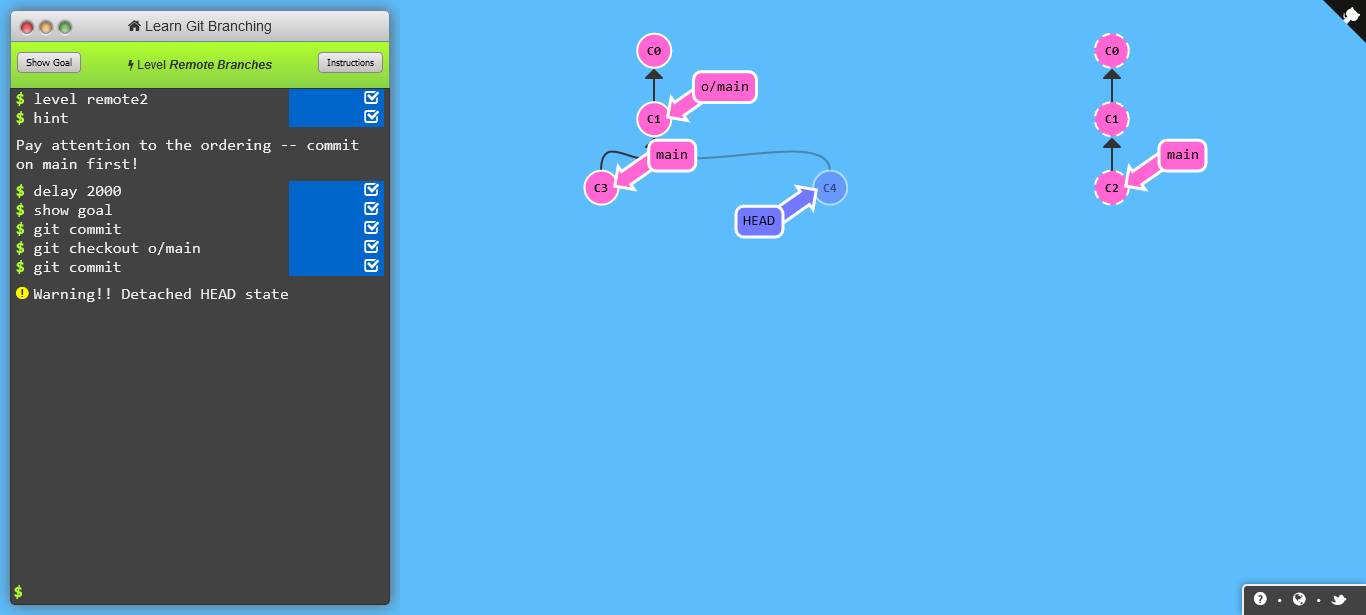 Learn Git Branching
Show Goal
Level Remote Branches
Instructions
$ level remote2
$ hint
Pay attention to the ordering -- commit
on main first!
$ delay 2000
$ show goal
$ git commit
$ git checkout o/main
$ git commit
Warning!! Detached HEAD state
$
C0
o/main
C1
main
C3
C4
HEAD
C0
C1
main
C2